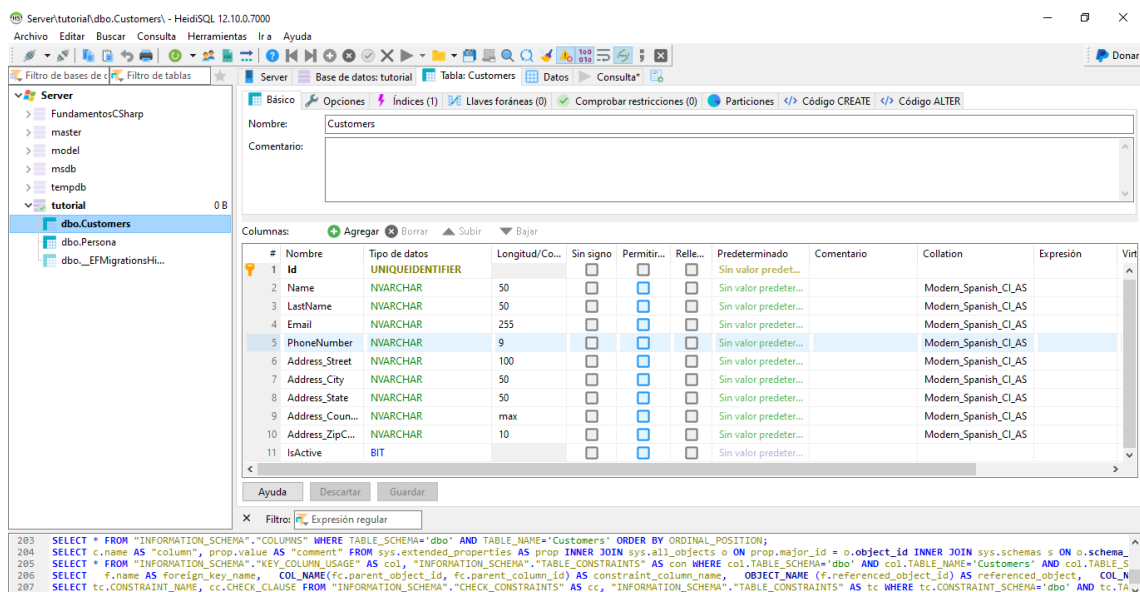 Server\tutorial\dbo.Customers\ - HeidiSQL 12.10.0.7000
Archivo Editar Buscar Consulta Herramientas Ir a Ayuda
Donar
Filtro de bases de c Filtro de tablas
Server Base de datos: tutorial Tabla: Customers Datos Consulta*
Server
FundamentosCSharp
master
model
msdb
tempdb
tutorial 0 B
dbo.Customers
dbo.Persona
dbo.__EFMigrationsHi...
Básico Opciones Índices (1) Llaves foráneas (0) Comprobar restricciones (0) Particiones Código CREATE Código ALTER
Nombre: Customers
Comentario:
Columnas: Agregar Borrar Subir Bajar
# Nombre Tipo de datos Longitud/Co... Sin signo Permitir... Relle... Predeterminado Comentario Collation Expresión Virt
1 Id UNIQUEIDENTIFIER Sin valor predet...
2 Name NVARCHAR 50 Sin valor predeter... Modern_Spanish_CI_AS
3 LastName NVARCHAR 50 Sin valor predeter... Modern_Spanish_CI_AS
4 Email NVARCHAR 255 Sin valor predeter... Modern_Spanish_CI_AS
5 PhoneNumber NVARCHAR 9 Sin valor predeter... Modern_Spanish_CI_AS
6 Address_Street NVARCHAR 100 Sin valor predeter... Modern_Spanish_CI_AS
7 Address_City NVARCHAR 50 Sin valor predeter... Modern_Spanish_CI_AS
8 Address_State NVARCHAR 50 Sin valor predeter... Modern_Spanish_CI_AS
9 Address_Coun... NVARCHAR max Sin valor predeter... Modern_Spanish_CI_AS
10 Address_ZipC... NVARCHAR 10 Sin valor predeter... Modern_Spanish_CI_AS
11 IsActive BIT Sin valor predeter...
Ayuda Descartar Guardar
Filtro: Expresión regular
203 SELECT * FROM "INFORMATION_SCHEMA"."COLUMNS" WHERE TABLE_SCHEMA='dbo' AND TABLE_NAME='Customers' ORDER BY ORDINAL_POSITION;
204 SELECT c.name AS "column", prop.value AS "comment" FROM sys.extended_properties AS prop INNER JOIN sys.all_objects o ON prop.major_id = o.object_id INNER JOIN sys.schemas s ON o.schema_
205 SELECT * FROM "INFORMATION_SCHEMA"."KEY_COLUMN_USAGE" AS col, "INFORMATION_SCHEMA"."TABLE_CONSTRAINTS" AS con WHERE col.TABLE_SCHEMA='dbo' AND col.TABLE_NAME='Customers' AND col.TABLE_S
206 SELECT f.name AS foreign_key_name, COL_NAME(fc.parent_object_id, fc.parent_column_id) AS constraint_column_name, OBJECT_NAME (f.referenced_object_id) AS referenced_object, COL_N
207 SELECT tc.CONSTRAINT_NAME, cc.CHECK_CLAUSE FROM "INFORMATION_SCHEMA"."CHECK_CONSTRAINTS" AS cc, "INFORMATION_SCHEMA"."TABLE_CONSTRAINTS" AS tc WHERE tc.CONSTRAINT_SCHEMA='dbo' AND tc.TA